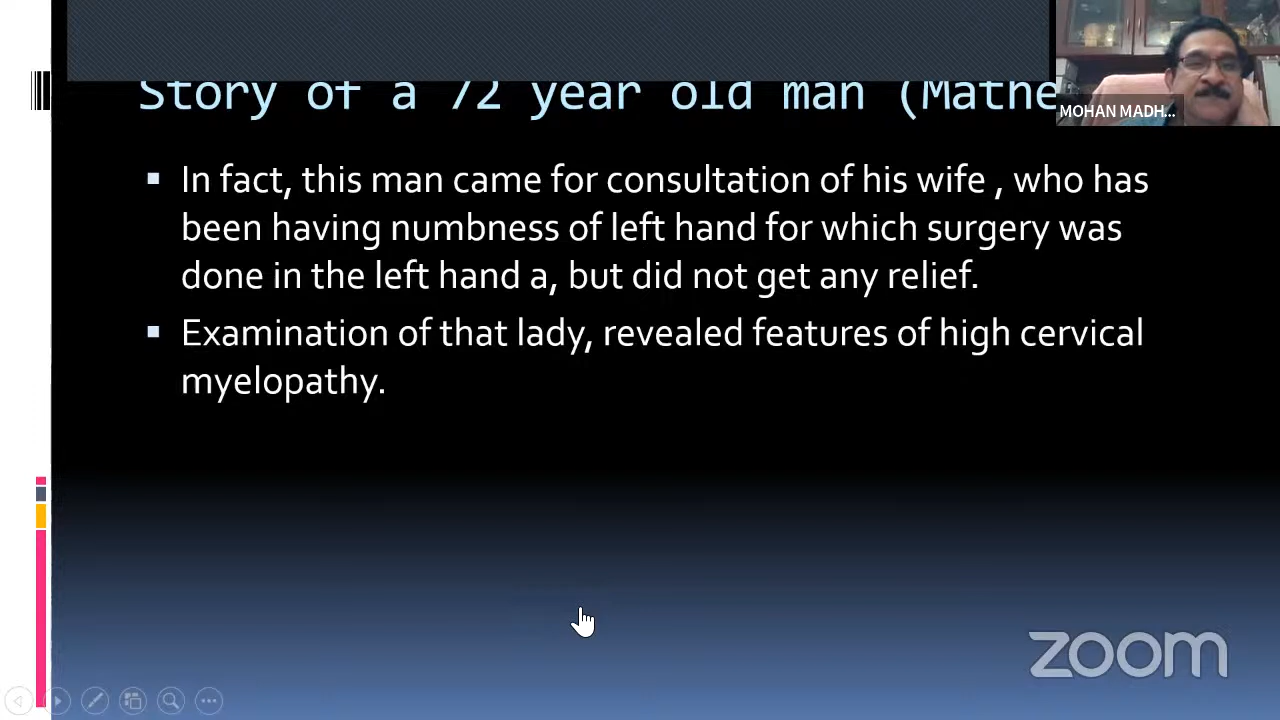 Story of a 72 year old man (Mathe
MOHAN MADH...
In fact, this man came for consultation of his wife , who has
been having numbness of left hand for which surgery was
done in the left hand a, but did not get any relief.
Examination of that lady, revealed features of high cervical
myelopathy.
zoom